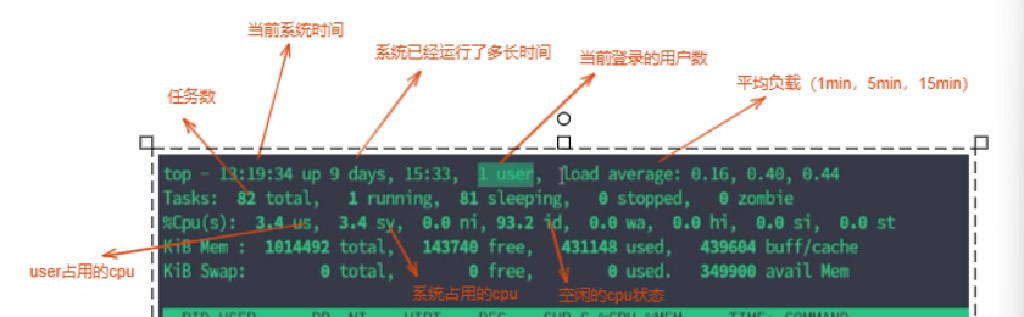 当前系统时间
系统已经运行了多长时间
当前登录的用户数
平均负载（1min，5min，15min）
任务数
top - 13:19:34 up 9 days, 15:33, 1 user, load average: 0.16, 0.40, 0.44
Tasks: 82 total, 1 running, 81 sleeping, 0 stopped, 0 zombie
%Cpu(s): 3.4 us, 3.4 sy, 0.0 ni, 93.2 id, 0.0 wa, 0.0 hi, 0.0 si, 0.0 st
KiB Mem : 1014492 total, 143740 free, 431148 used, 439604 buff/cache
KiB Swap: 0 total, 0 free, 0 used. 349900 avail Mem
user占用的cpu
系统占用的cpu
空闲的cpu状态